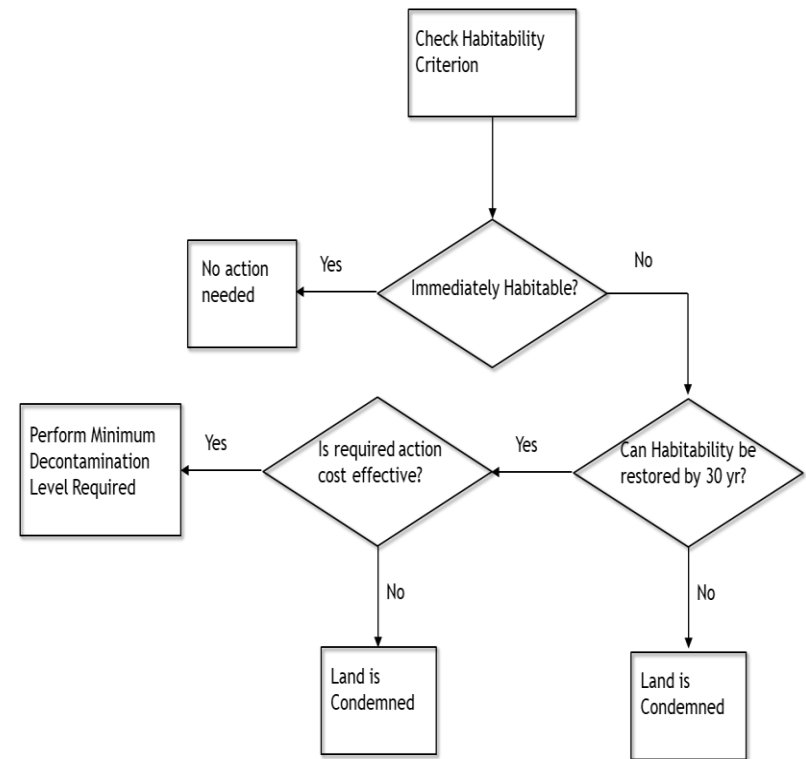 Check Habitability
Criterion
No action
needed
Yes
Immediately Habitable?
No
Perform Minimum
Decontamination
Level Required
Yes
Is required action
cost effective?
Yes
Can Habitability be
restored by 30 yr?
No
No
Land is
Condemned
Land is
Condemned